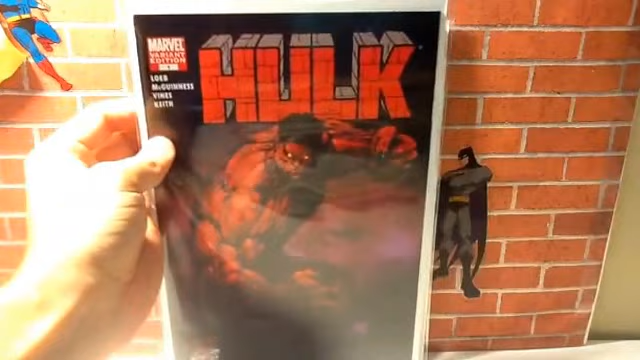 MARVEL
VARIANT
EDITION
HULK
LOEB
McGUINNESS
VINES
KEITH